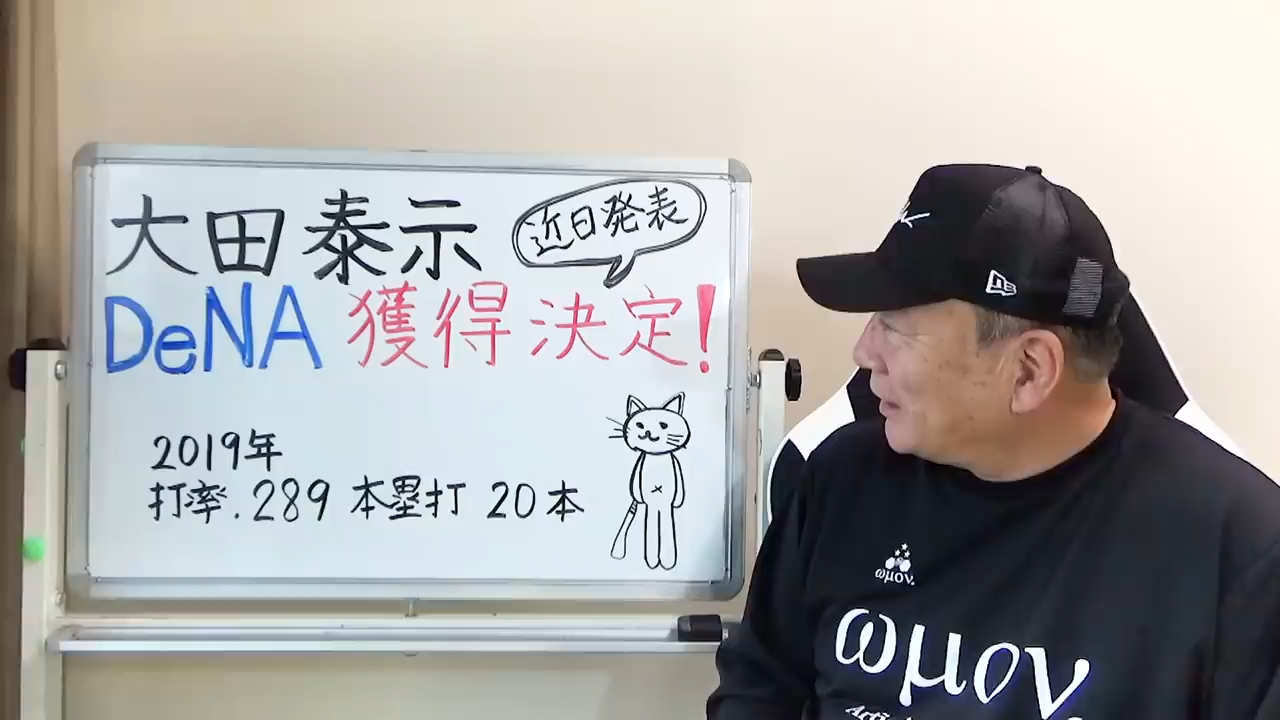 大田泰示
近日発表
DeNA 獲得決定!
2019年
打率.289 本塁打 20本
ωμον.
ωμον